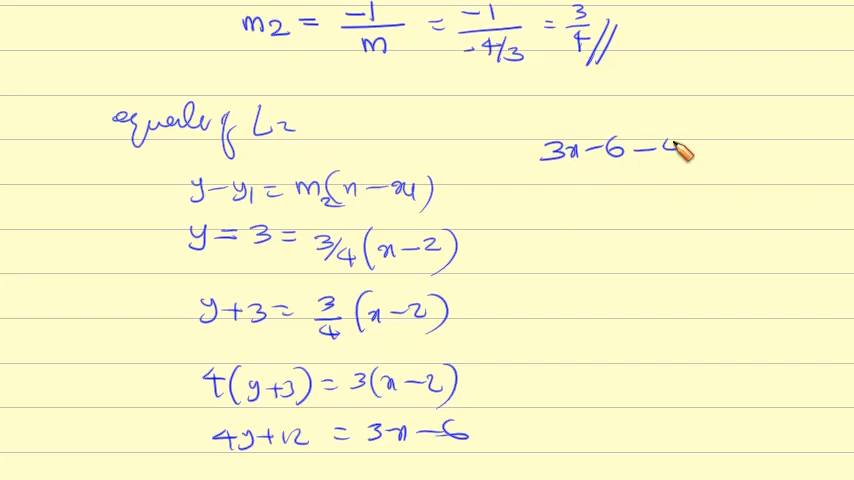 m2 = -1/m = -1/-4/3 = 3/4 //
of L2
3x-6-4
y-y1 = m2(x-x1)
y = 3 = 3/4 (x-2)
y+3 = 3/4 (x-2)
4(y+3) = 3(x-2)
4y+12 = 3x-6